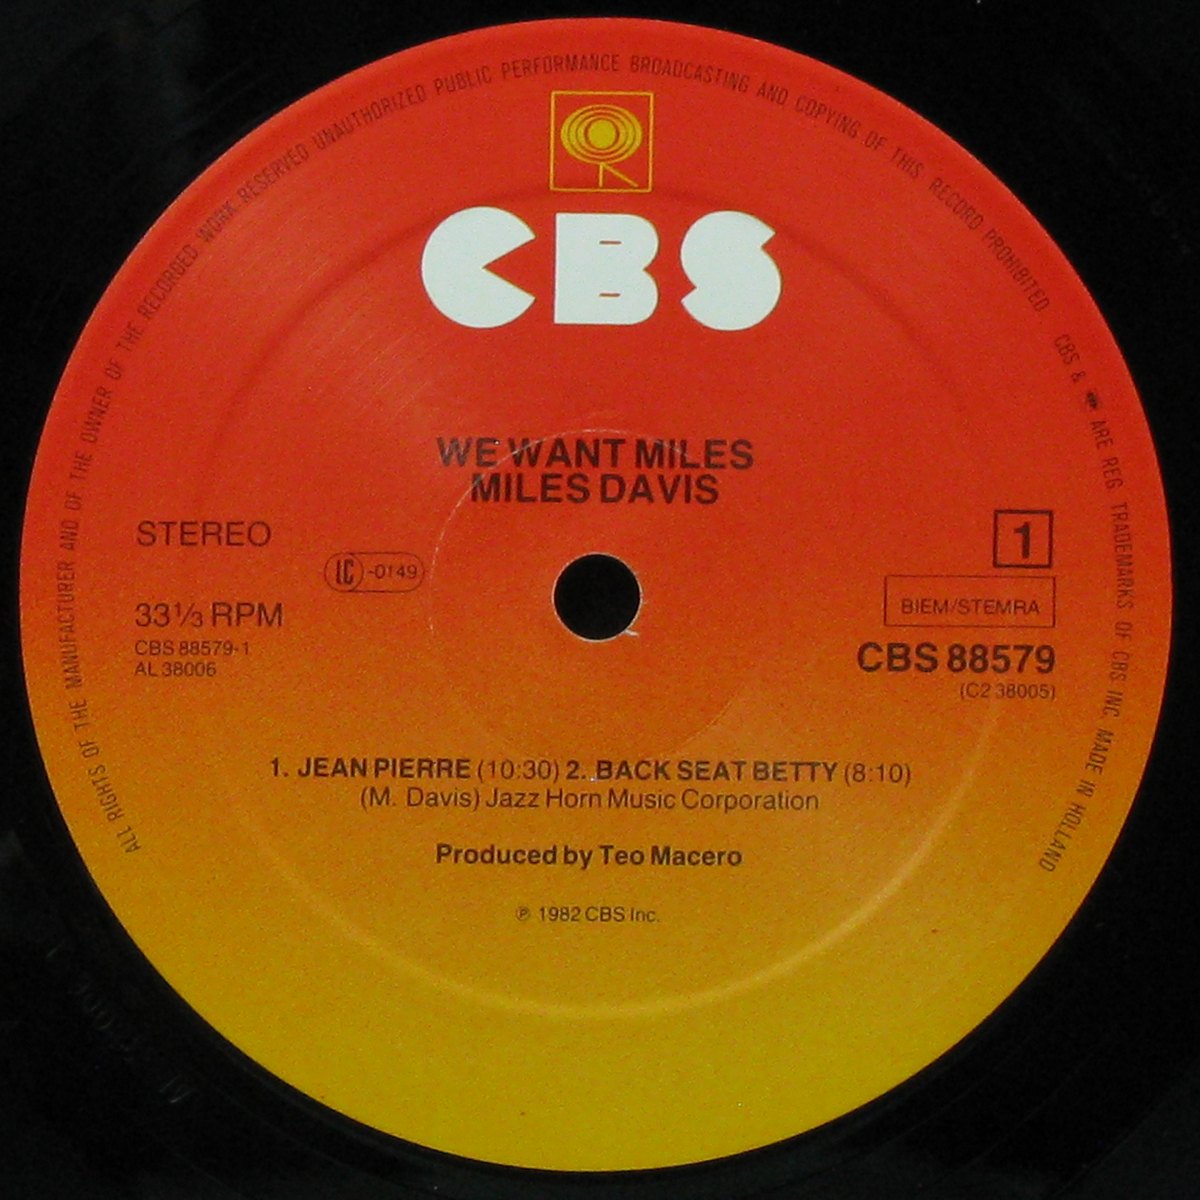 ALL RIGHTS OF THE MANUFACTURER AND OF THE OWNER OF THE RECORDED WORK RESERVED UNAUTHORIZED PUBLIC PERFORMANCE BROADCASTING AND COPYING OF THIS RECORD PROHIBITED. CBS & ARE REG. TRADEMARKS OF CBS INC. MADE IN HOLLAND
CBS
WE WANT MILES
MILES DAVIS
STEREO
LC -0149
1
33 1/3 RPM
BIEM/STEMRA
CBS 88579-1
CBS 88579
AL 38006
(C2 38005)
1. JEAN PIERRE (10:30) 2. BACK SEAT BETTY (8:10)
(M. Davis) Jazz Horn Music Corporation
Produced by Teo Macero
℗ 1982 CBS Inc.